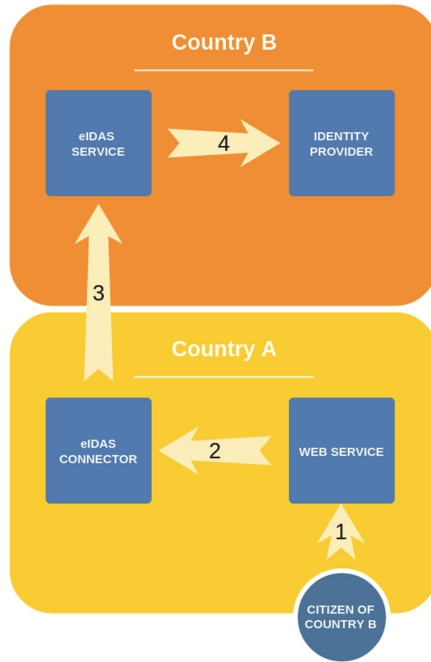 Country B
eIDAS
SERVICE
4
IDENTITY
PROVIDER
3
Country A
eIDAS
CONNECTOR
2
WEB SERVICE
1
CITIZEN OF
COUNTRY B